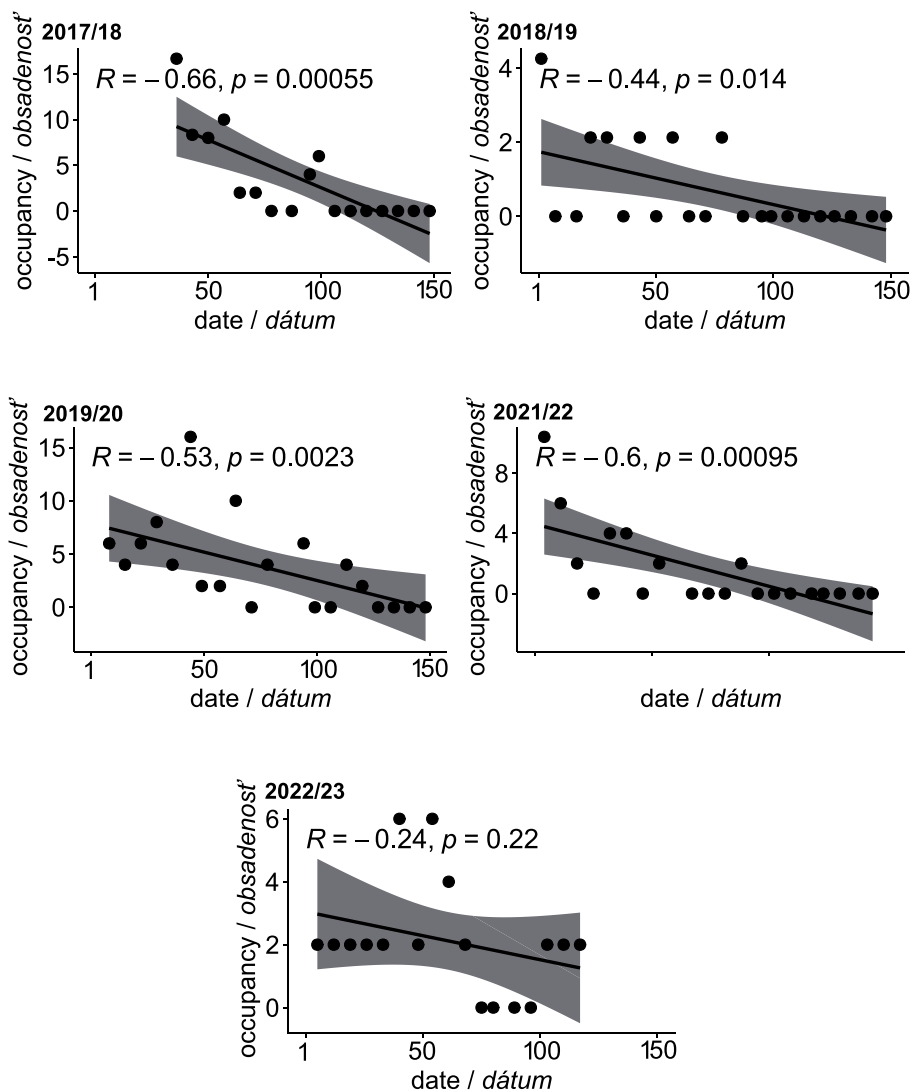 2017/18
R = −0.66, p = 0.00055
15
10
5
0
-5
occupancy / obsadenosť
1
50
100
150
date / dátum
2018/19
R = −0.44, p = 0.014
4
2
0
occupancy / obsadenosť
1
50
100
150
date / dátum
2019/20
R = −0.53, p = 0.0023
15
10
5
0
occupancy / obsadenosť
1
50
100
150
date / dátum
2021/22
R = −0.6, p = 0.00095
8
4
0
occupancy / obsadenosť
date / dátum
2022/23
R = −0.24, p = 0.22
6
4
2
0
occupancy / obsadenosť
1
50
100
150
date / dátum